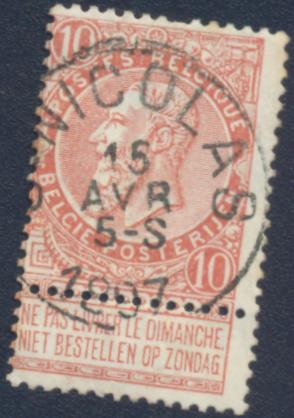 10
POSTES BELGIQUE
NICOLAS
15
AVR
5-S
1897
BELGIE POSTERIJ
10
NE PAS LIVRER LE DIMANCHE.
NIET BESTELLEN OP ZONDAG